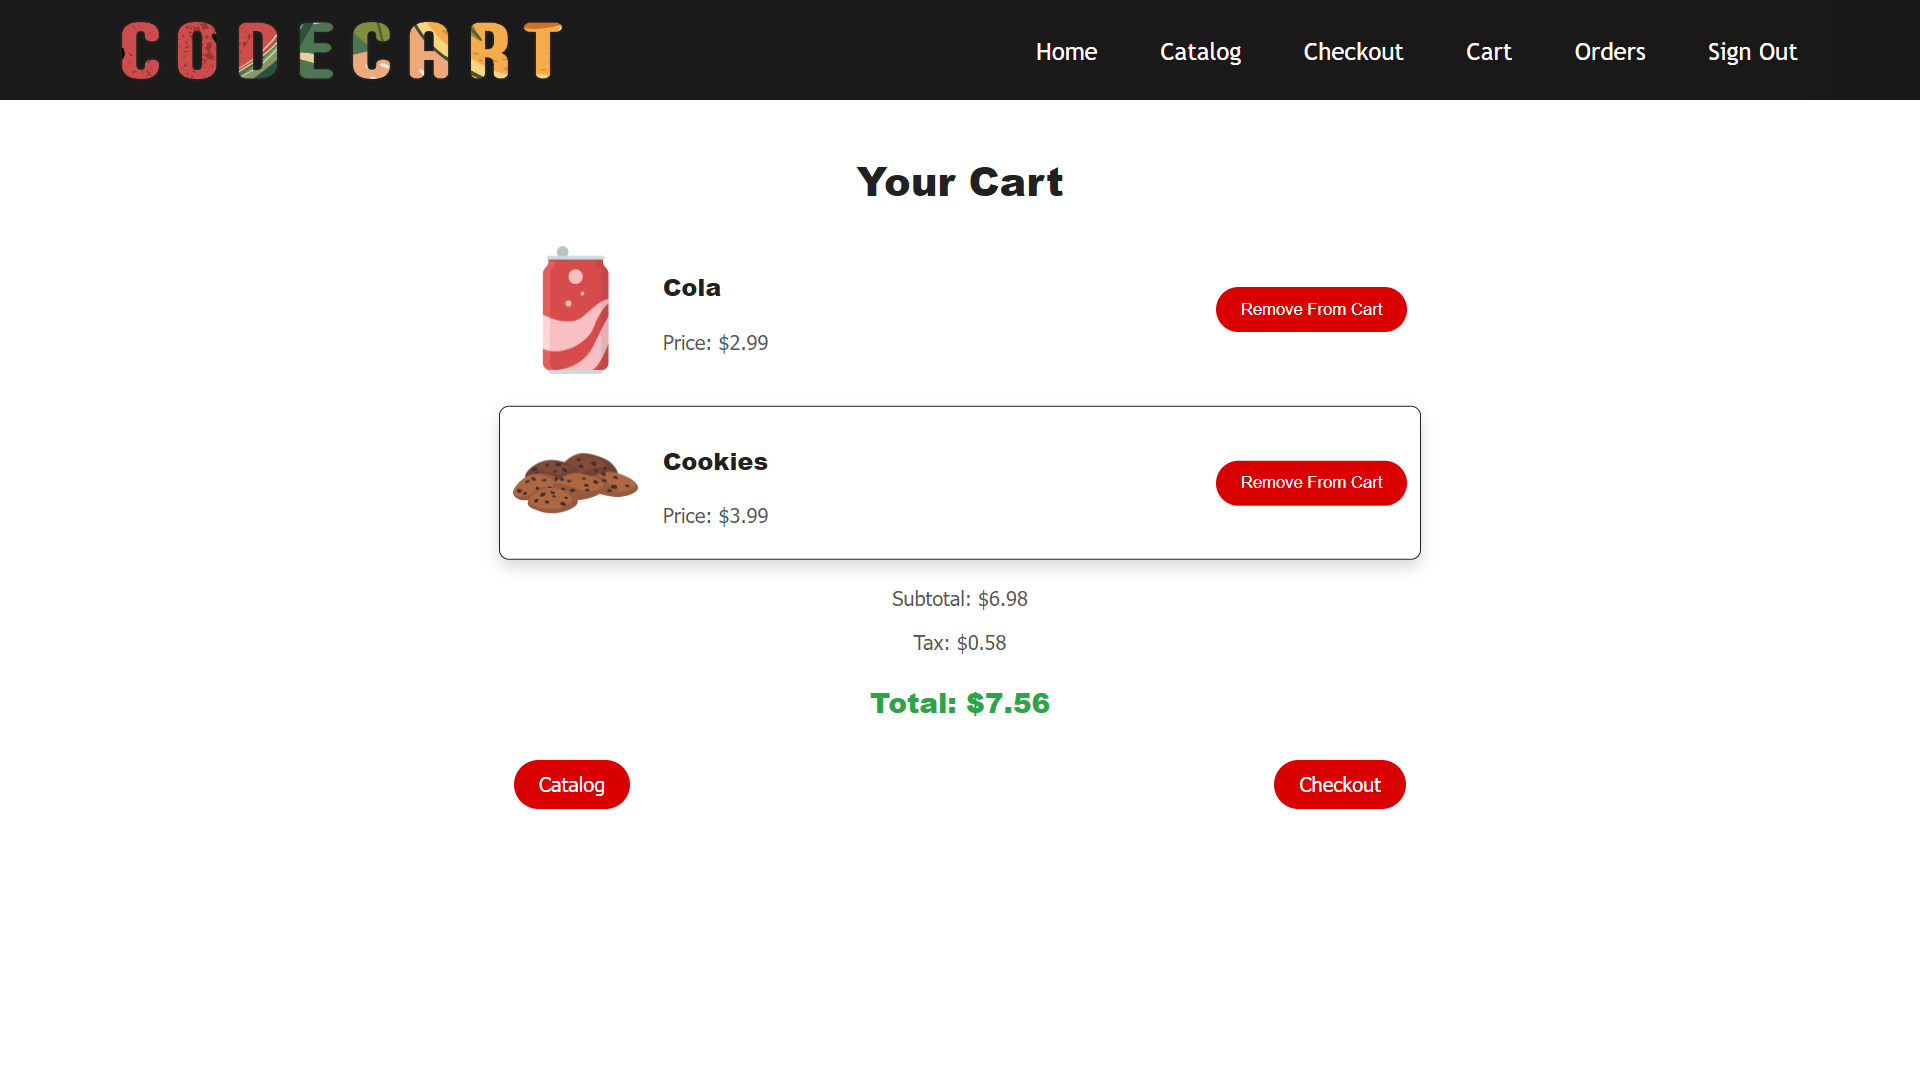 CODECART
Home Catalog Checkout Cart Orders Sign Out
Your Cart
Cola
Price: $2.99
Remove From Cart
Cookies
Price: $3.99
Remove From Cart
Subtotal: $6.98
Tax: $0.58
Total: $7.56
Catalog
Checkout